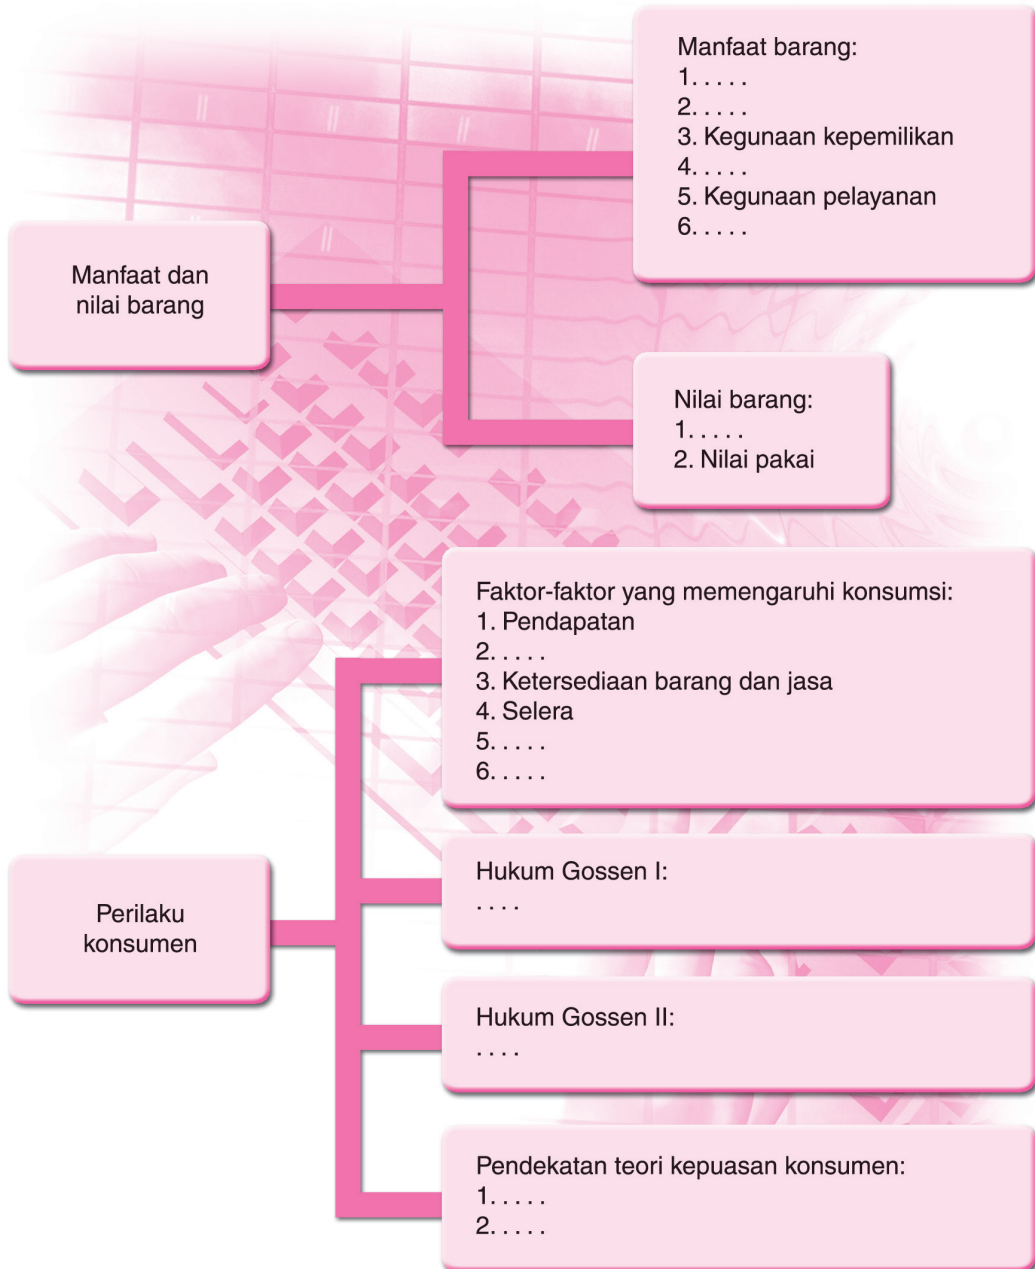 Manfaat dan
nilai barang
Manfaat barang:
1. . . . .
2. . . . .
3. Kegunaan kepemilikan
4. . . . .
5. Kegunaan pelayanan
6. . . . .
Nilai barang:
1. . . . .
2. Nilai pakai
Perilaku
konsumen
Faktor-faktor yang memengaruhi konsumsi:
1. Pendapatan
2. . . . .
3. Ketersediaan barang dan jasa
4. Selera
5. . . . .
6. . . . .
Hukum Gossen I:
. . . .
Hukum Gossen II:
. . . .
Pendekatan teori kepuasan konsumen:
1. . . . .
2. . . . .